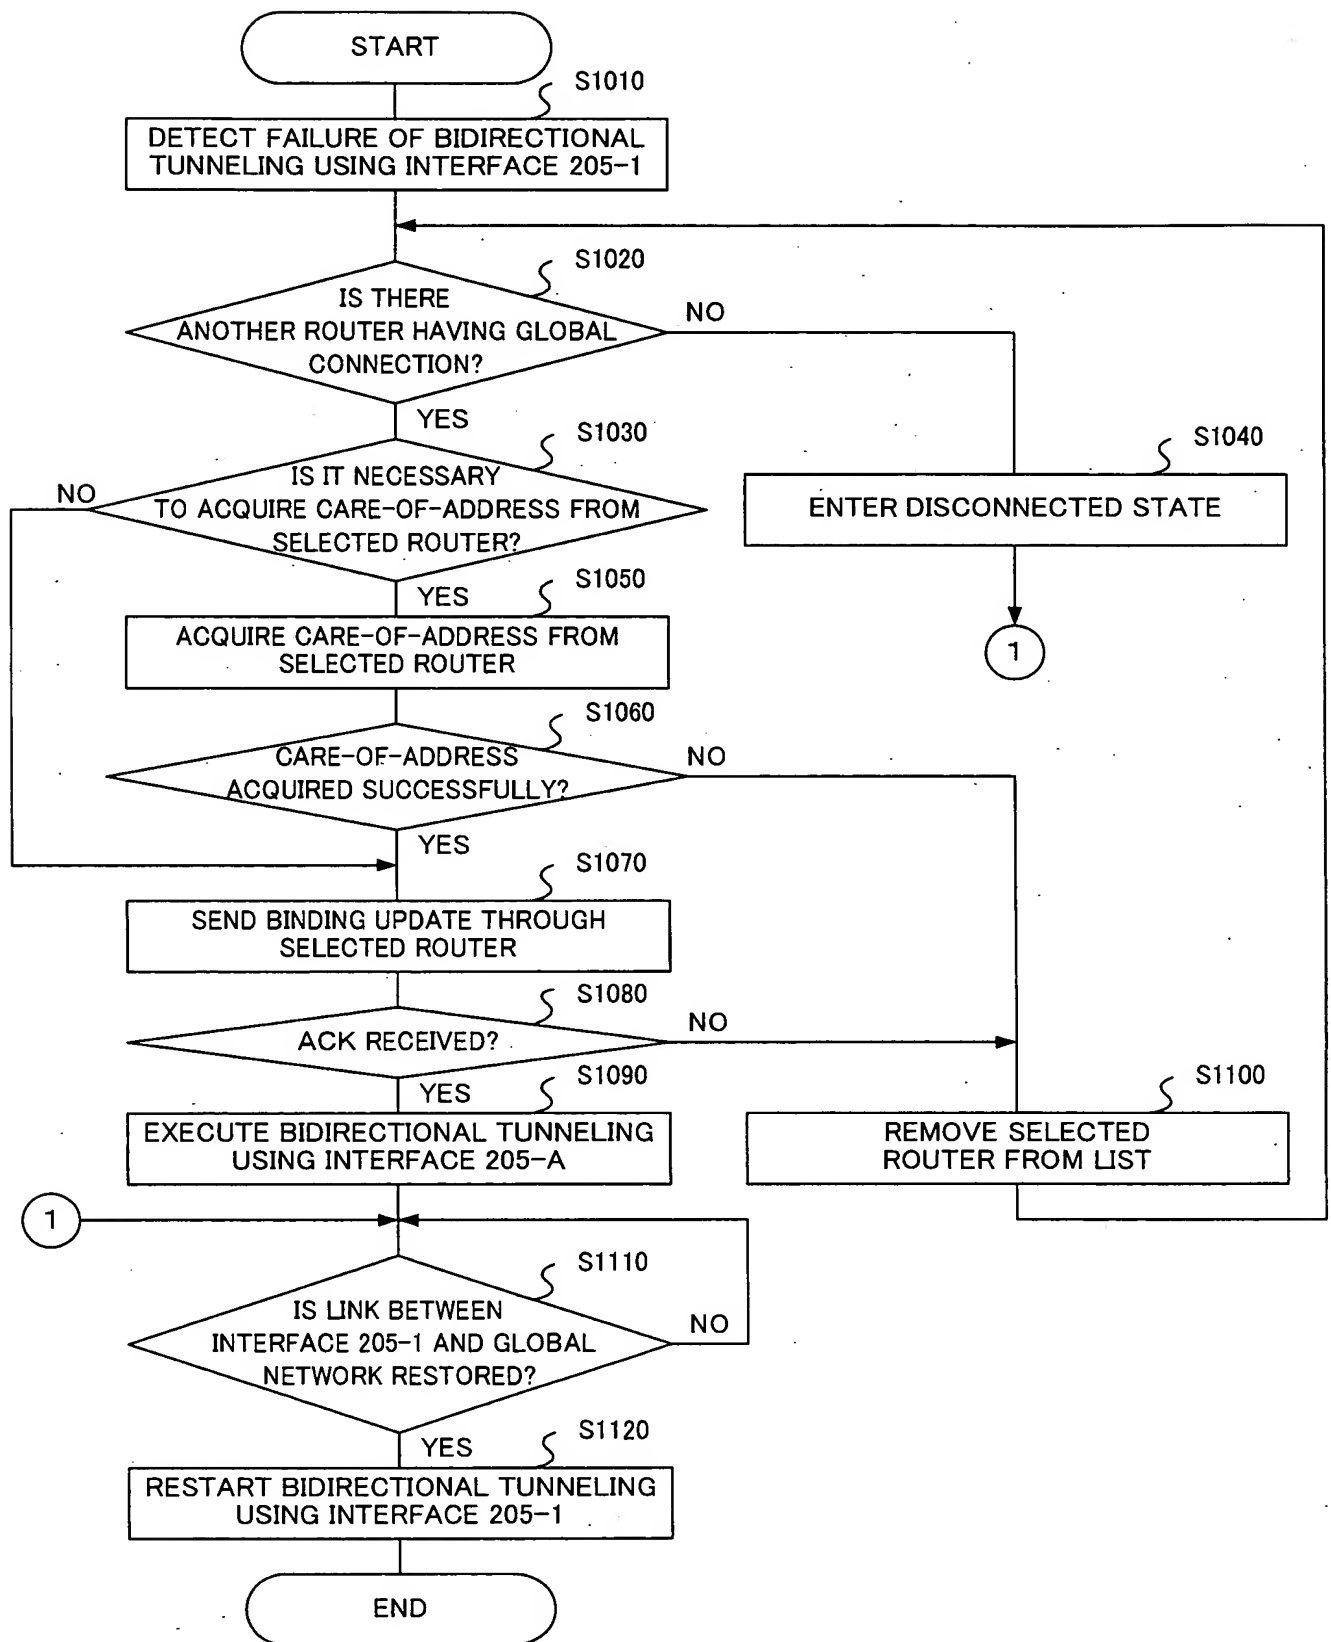 START
S1010
DETECT FAILURE OF BIDIRECTIONAL
TUNNELING USING INTERFACE 205-1
S1020
IS THERE
ANOTHER ROUTER HAVING GLOBAL
CONNECTION?
NO
YES
S1030
IS IT NECESSARY
TO ACQUIRE CARE-OF-ADDRESS FROM
SELECTED ROUTER?
NO
S1040
ENTER DISCONNECTED STATE
1
YES
S1050
ACQUIRE CARE-OF-ADDRESS FROM
SELECTED ROUTER
S1060
CARE-OF-ADDRESS
ACQUIRED SUCCESSFULLY?
NO
YES
S1070
SEND BINDING UPDATE THROUGH
SELECTED ROUTER
S1080
ACK RECEIVED?
NO
YES
S1090
EXECUTE BIDIRECTIONAL TUNNELING
USING INTERFACE 205-A
S1100
REMOVE SELECTED
ROUTER FROM LIST
1
S1110
IS LINK BETWEEN
INTERFACE 205-1 AND GLOBAL
NETWORK RESTORED?
NO
YES
S1120
RESTART BIDIRECTIONAL TUNNELING
USING INTERFACE 205-1
END